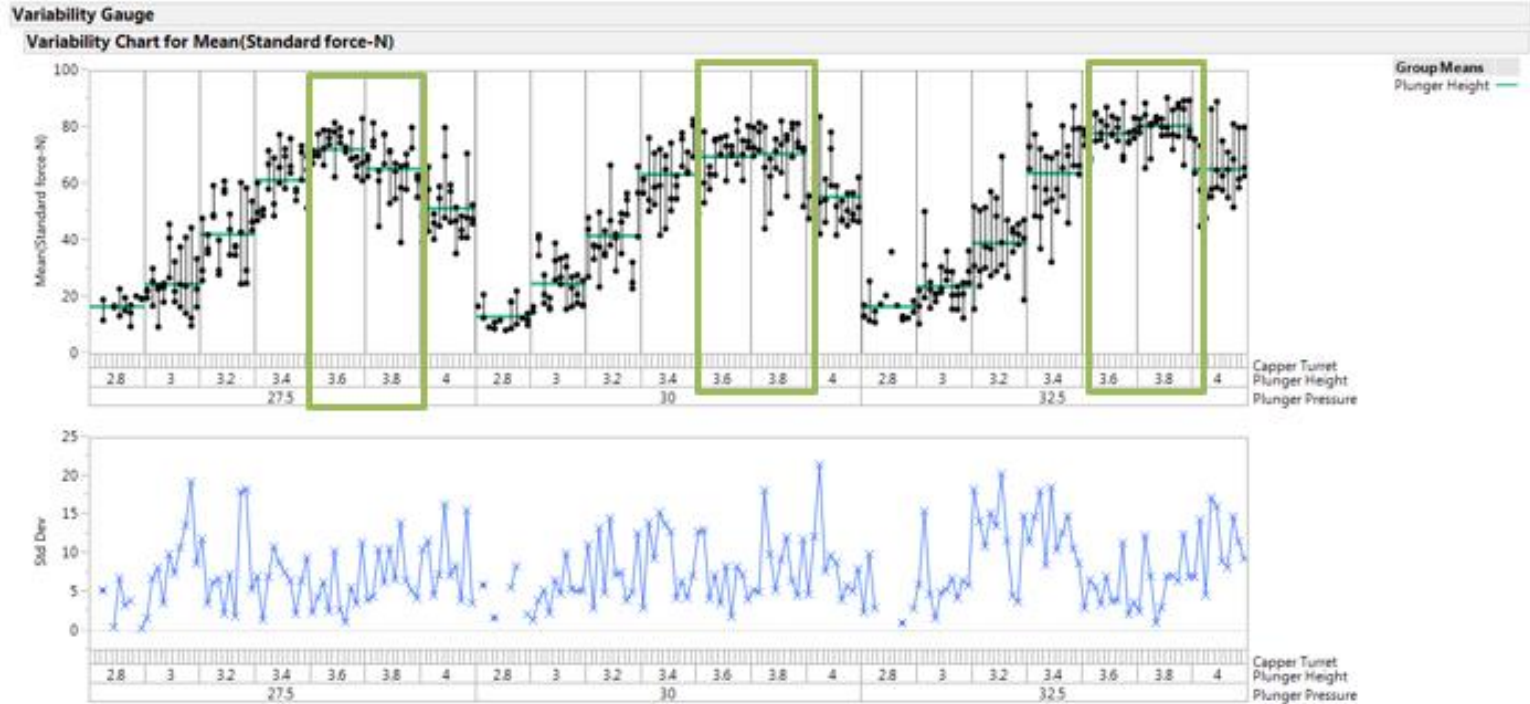 Variability Gauge
Variability Chart for Mean(Standard force-N)
Group Means
Plunger Height
Mean(Standard force-N)
100
80
60
40
20
0
2.8 3 3.2 3.4 3.6 3.8 4 2.8 3 3.2 3.4 3.6 3.8 4 2.8 3 3.2 3.4 3.6 3.8 4
27.5 30 32.5
Capper Turret
Plunger Height
Plunger Pressure
Std Dev
25
20
15
10
5
0
2.8 3 3.2 3.4 3.6 3.8 4 2.8 3 3.2 3.4 3.6 3.8 4 2.8 3 3.2 3.4 3.6 3.8 4
27.5 30 32.5
Capper Turret
Plunger Height
Plunger Pressure